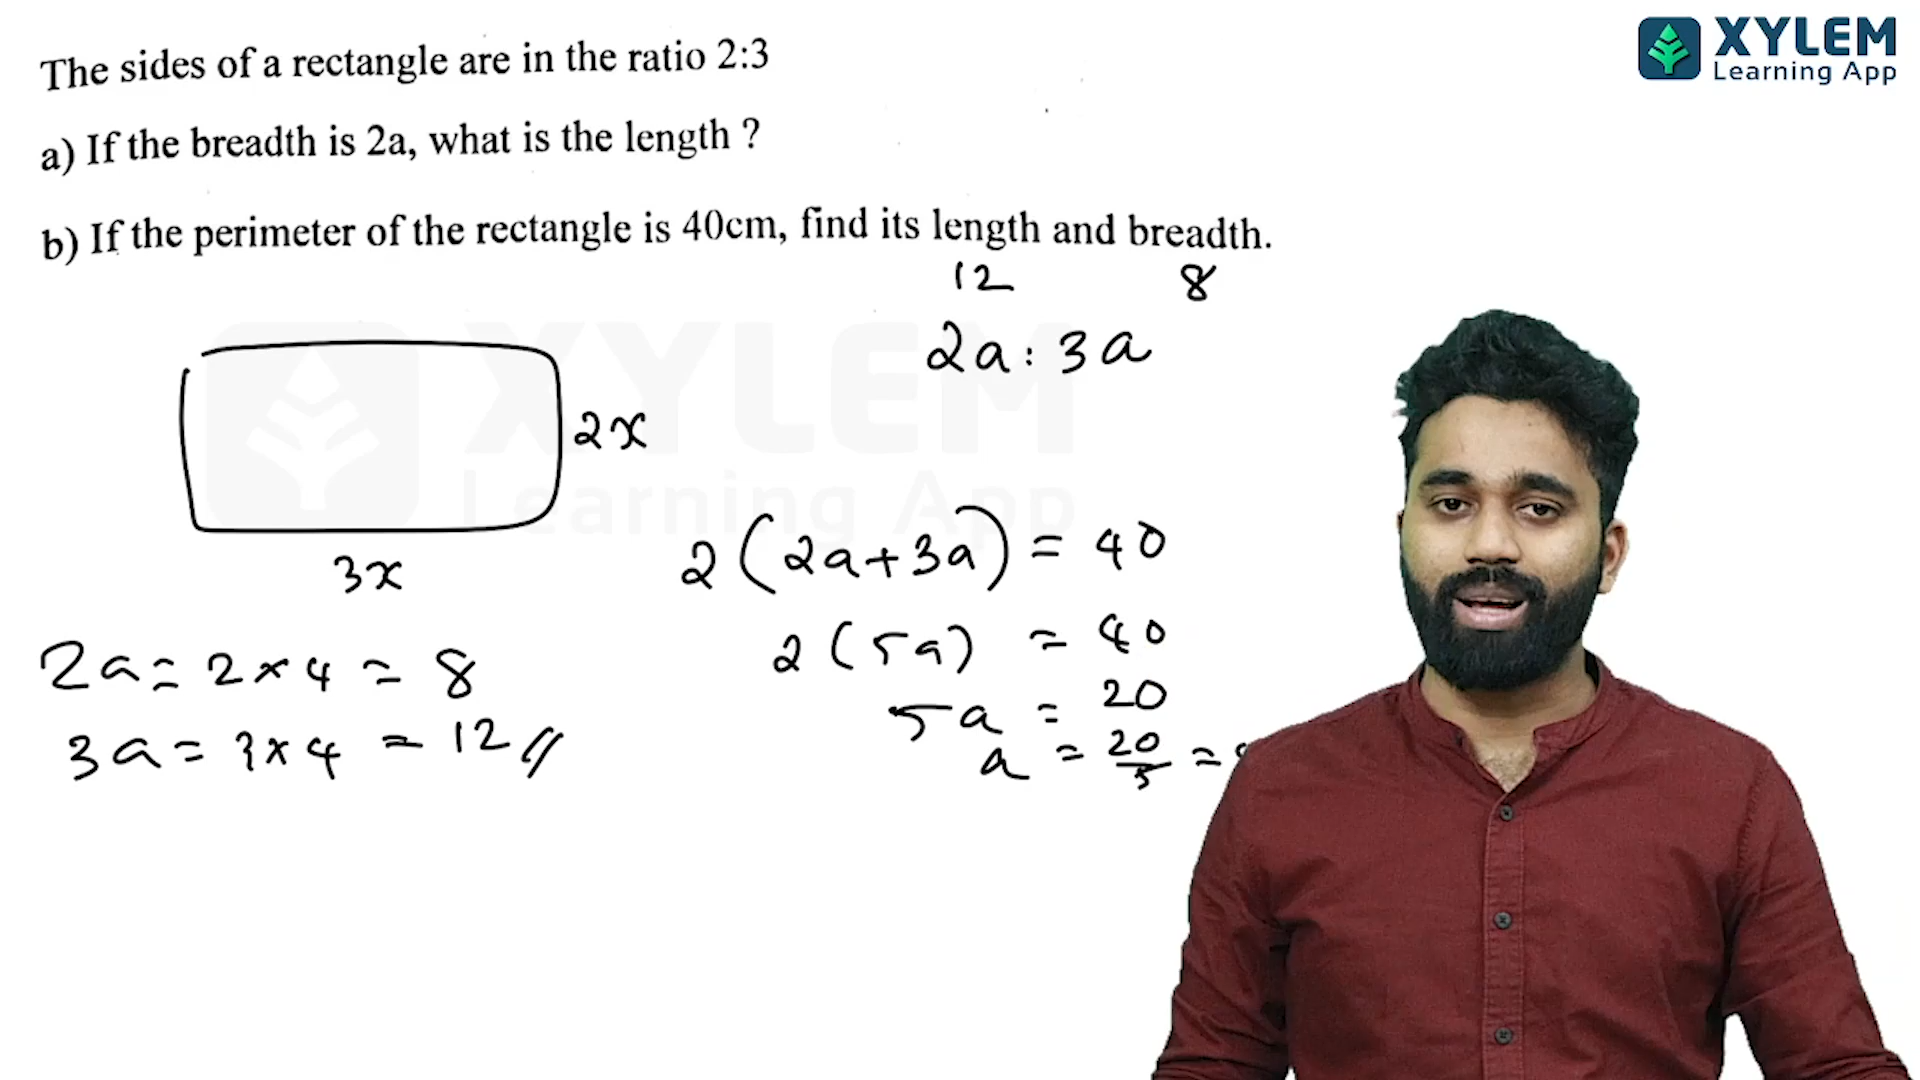 XYLEM
Learning App
The sides of a rectangle are in the ratio 2:3
a) If the breadth is 2a, what is the length ?
b) If the perimeter of the rectangle is 40cm, find its length and breadth.
12 8
2a : 3a
2x
3x
2 (2a+3a) = 40
2 (5a) = 40
5a = 20
a = 20/5 =
2a = 2 × 4 = 8
3a = 3 × 4 = 12 //
XYLEM
Learning App